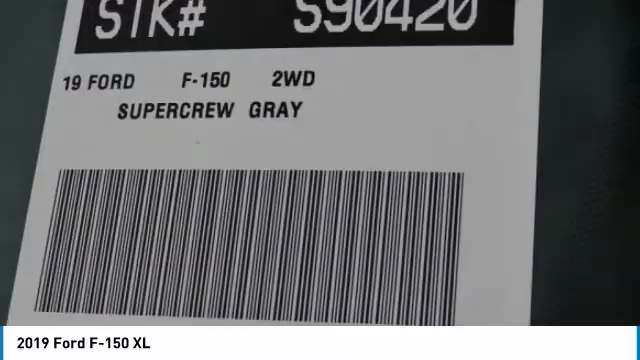 STK# S90420
19 FORD F-150 2WD
SUPERCREW GRAY
2019 Ford F-150 XL